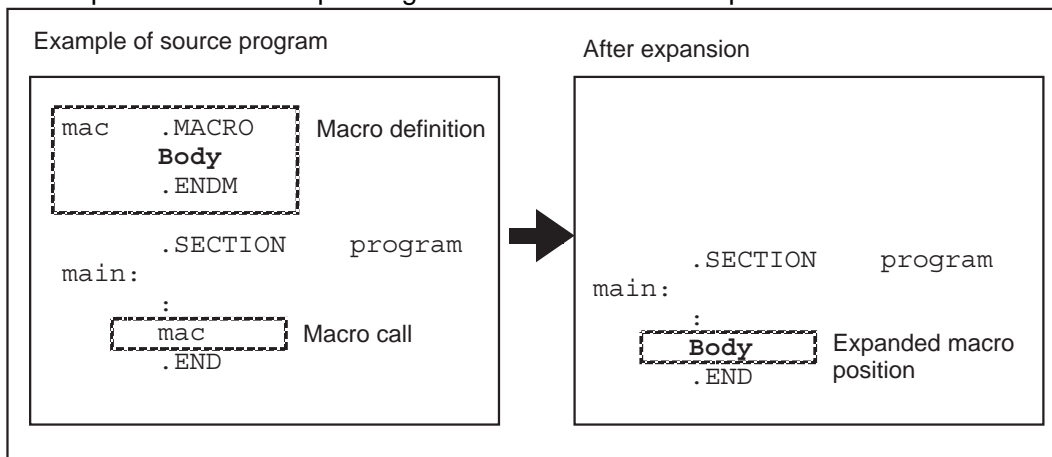 Example of source program
mac .MACRO
Body
.ENDM
Macro definition
.SECTION program
main:
:
mac
Macro call
.END
After expansion
.SECTION program
main:
:
Body
Expanded macro
position
.END